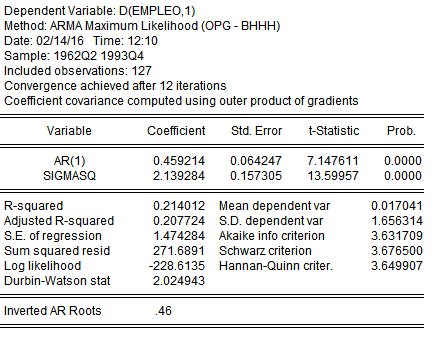 Dependent Variable: D(EMPLEO,1)
Method: ARMA Maximum Likelihood (OPG - BHHH)
Date: 02/14/16 Time: 12:10
Sample: 1962Q2 1993Q4
Included observations: 127
Convergence achieved after 12 iterations
Coefficient covariance computed using outer product of gradients
Variable Coefficient Std. Error t-Statistic Prob.
AR(1) 0.459214 0.064247 7.147611 0.0000
SIGMASQ 2.139284 0.157305 13.59957 0.0000
R-squared 0.214012 Mean dependent var 0.017041
Adjusted R-squared 0.207724 S.D. dependent var 1.656314
S.E. of regression 1.474284 Akaike info criterion 3.631709
Sum squared resid 271.6891 Schwarz criterion 3.676500
Log likelihood -228.6135 Hannan-Quinn criter. 3.649907
Durbin-Watson stat 2.024943
Inverted AR Roots .46